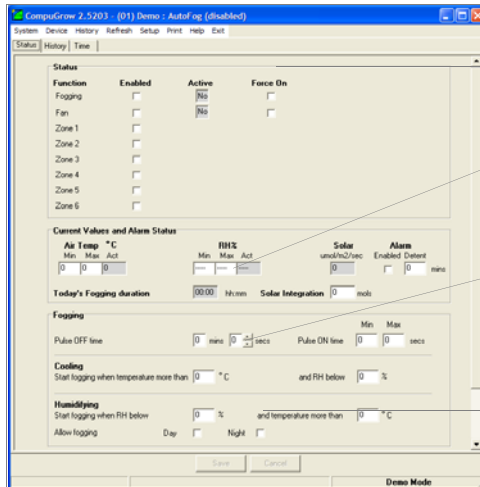 CompuGrow 2.5203 - (01) Demo : AutoFog (disabled)
System Device History Refresh Setup Print Help Exit
Status History Time
Status
Function Enabled Active Force On
Fogging No
Fan No
Zone 1
Zone 2
Zone 3
Zone 4
Zone 5
Zone 6
Current Values and Alarm Status
Air Temp °C RH% Solar Alarm
Min Max Act Min Max Act umol/m2/sec Enabled Detent
0 0 0 --- --- --- 0 0 mins
Today's Fogging duration 00:00 hh:mm Solar Integration 0 mols
Fogging
Min Max
Pulse OFF time 0 mins 0 secs Pulse ON time 0 0 secs
Cooling
Start fogging when temperature more than 0 °C and RH below 0 %
Humidifying
Start fogging when RH below 0 % and temperature more than 0 °C
Allow fogging Day Night
Save Cancel
Demo Mode